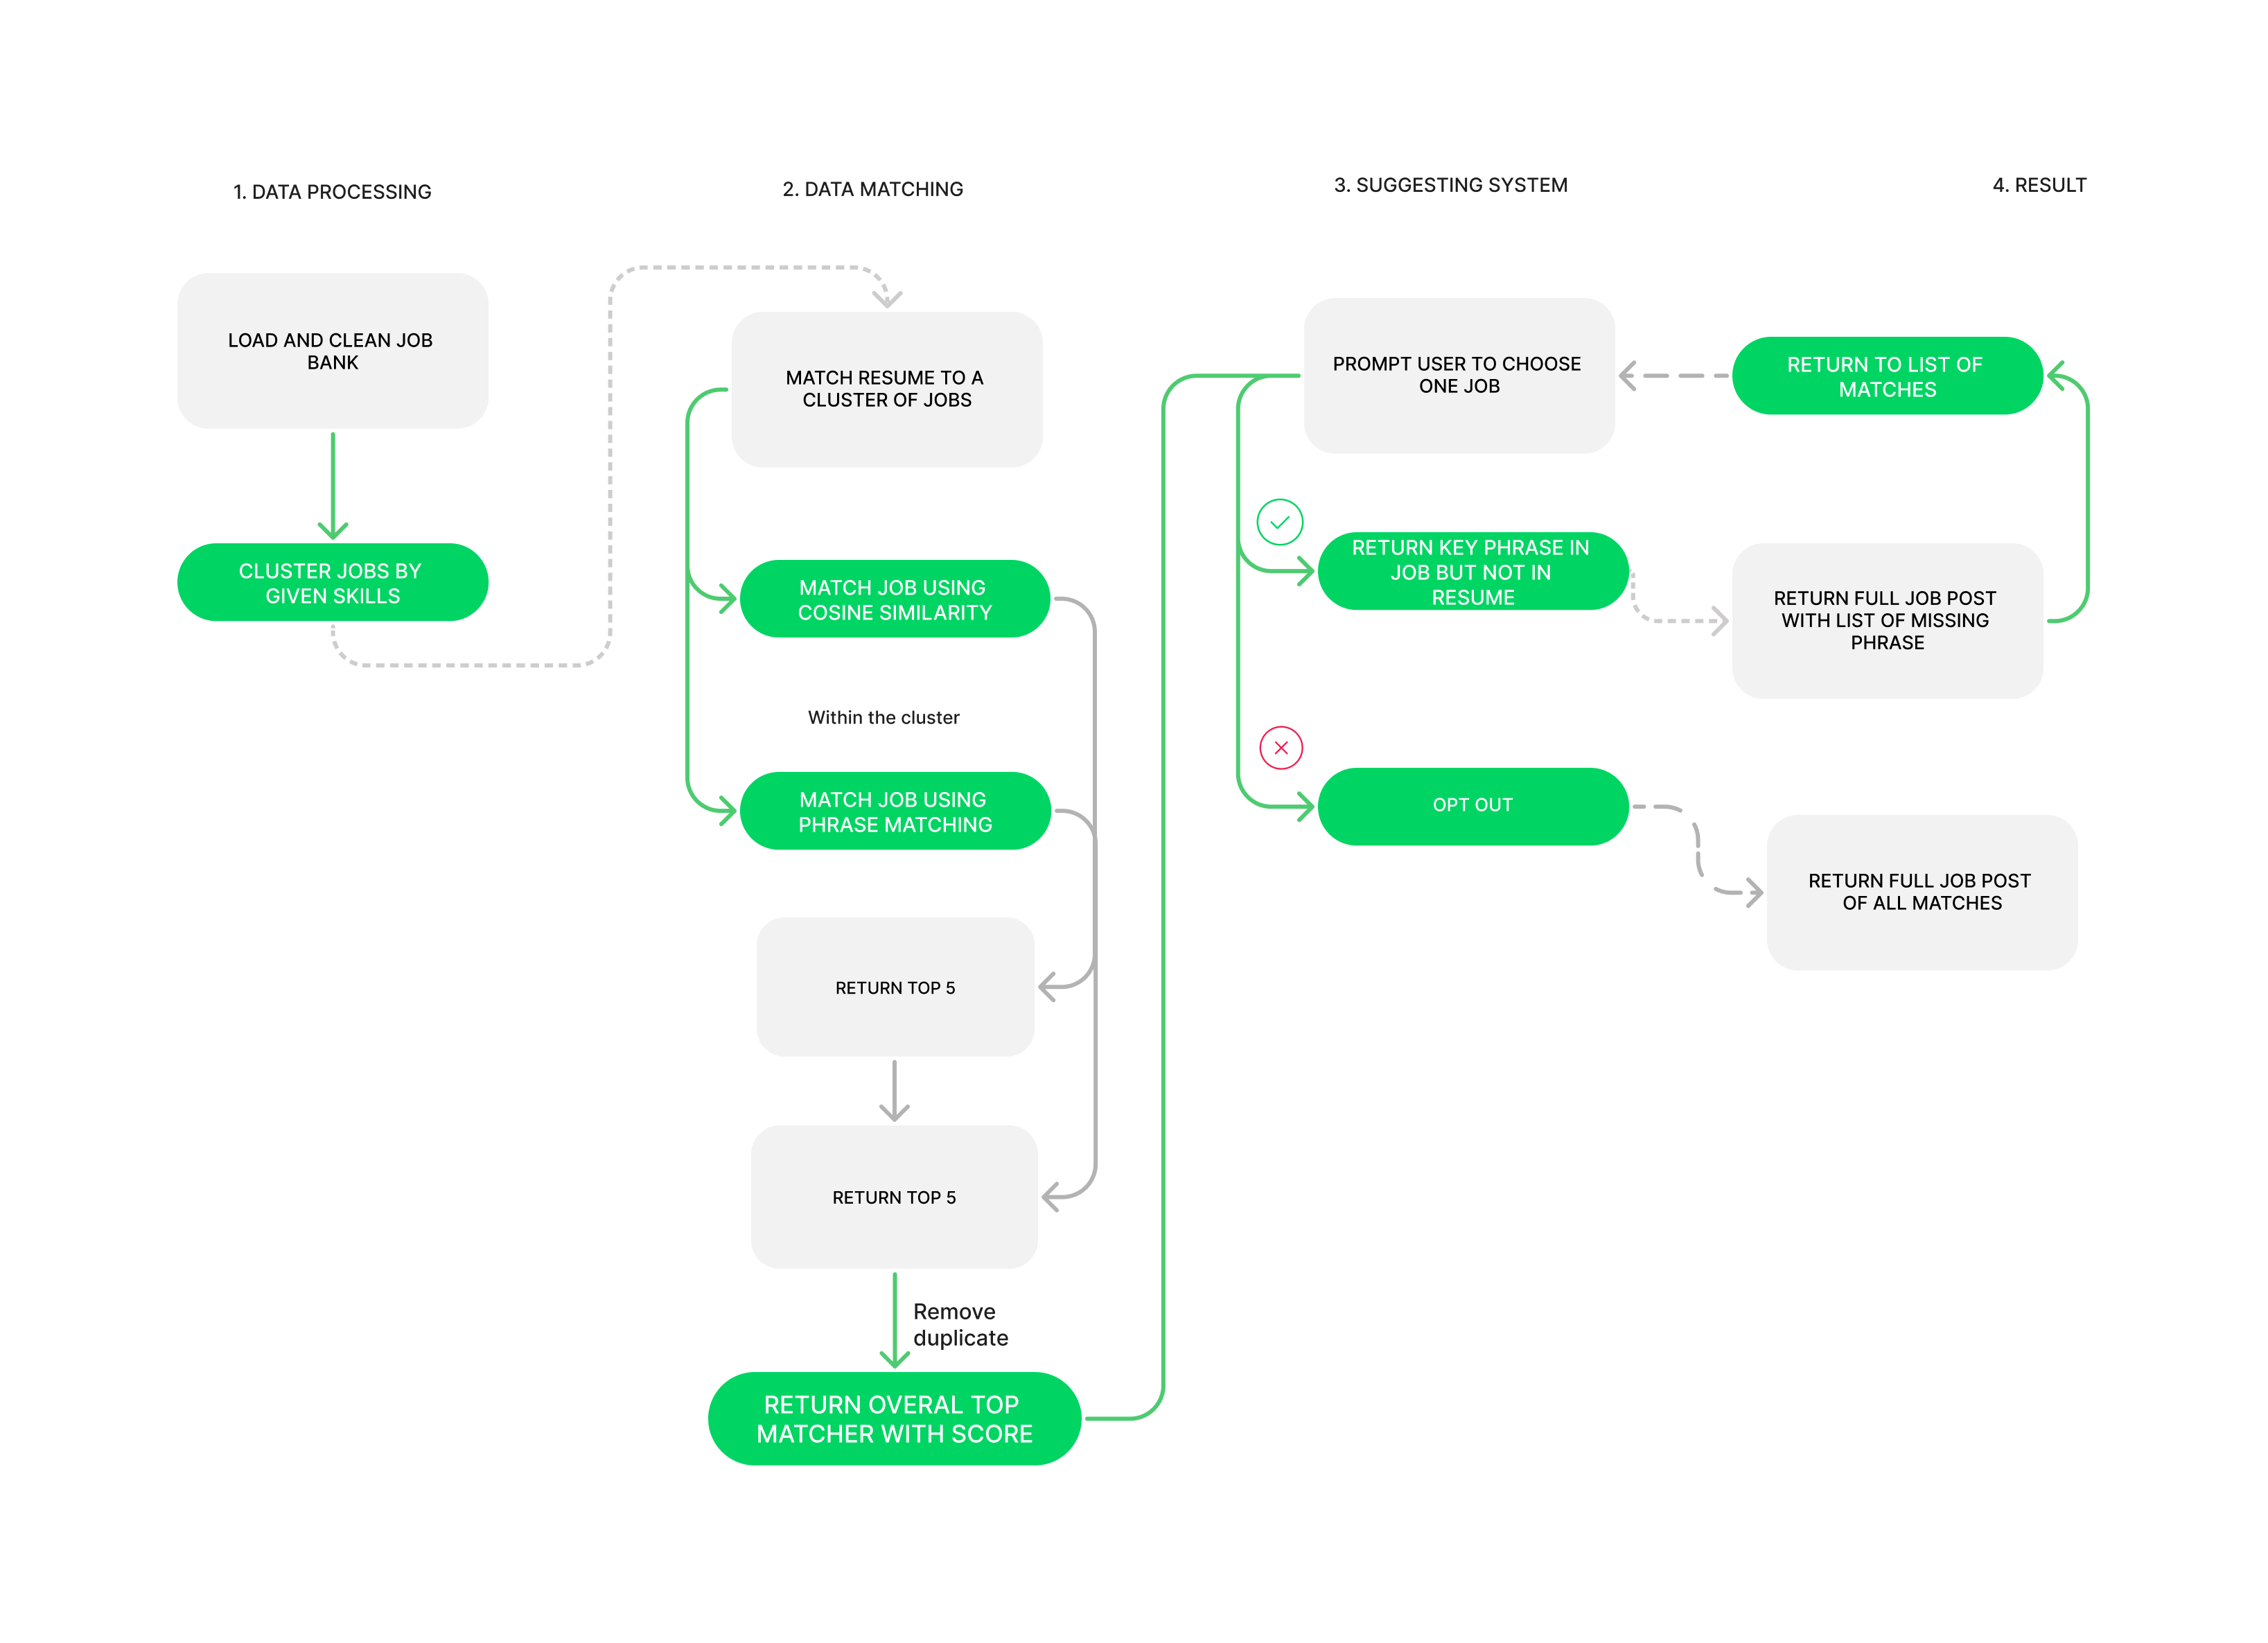 1. DATA PROCESSING
LOAD AND CLEAN JOB
BANK
CLUSTER JOBS BY
GIVEN SKILLS
2. DATA MATCHING
MATCH RESUME TO A
CLUSTER OF JOBS
MATCH JOB USING
COSINE SIMILARITY
Within the cluster
MATCH JOB USING
PHRASE MATCHING
RETURN TOP 5
RETURN TOP 5
Remove
duplicate
RETURN OVERAL TOP
MATCHER WITH SCORE
3. SUGGESTING SYSTEM
PROMPT USER TO CHOOSE
ONE JOB
RETURN KEY PHRASE IN
JOB BUT NOT IN
RESUME
OPT OUT
4. RESULT
RETURN TO LIST OF
MATCHES
RETURN FULL JOB POST
WITH LIST OF MISSING
PHRASE
RETURN FULL JOB POST
OF ALL MATCHES